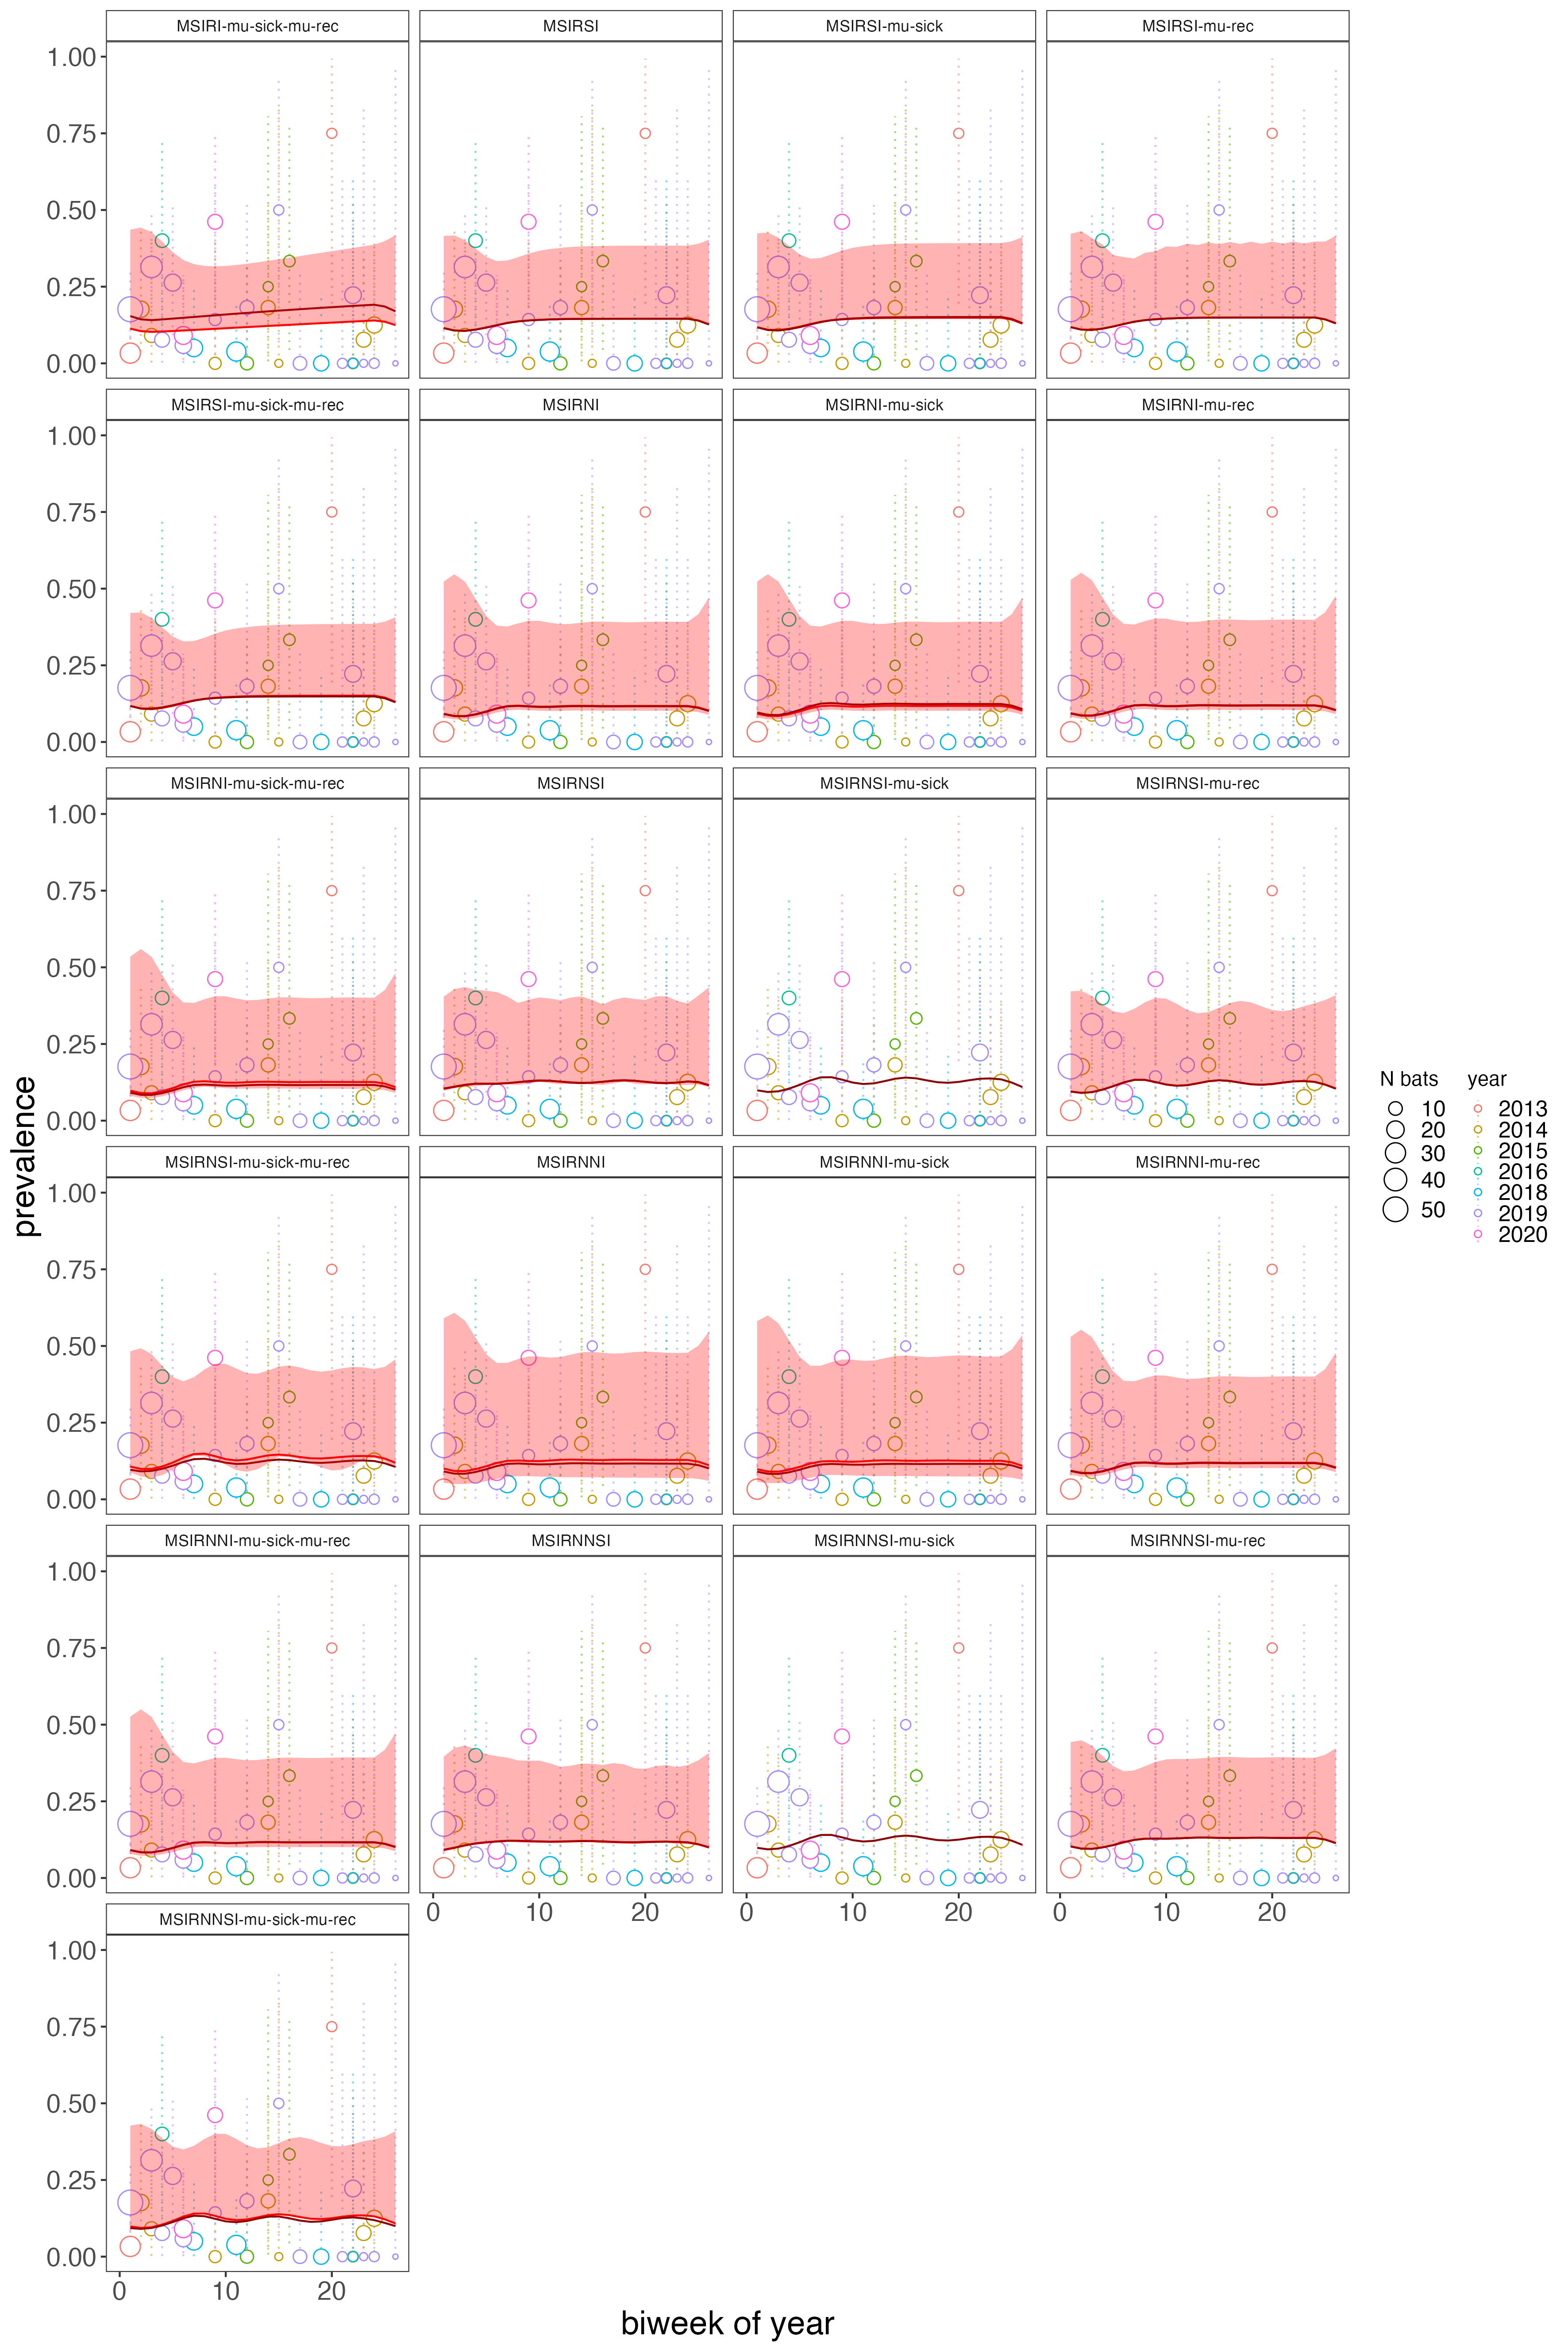 MSIRI-mu-sick-mu-rec
MSIRSI
MSIRSI-mu-sick
MSIRSI-mu-rec
1.00
0.75
0.50
0.25
0.00
MSIRSI-mu-sick-mu-rec
MSIRNI
MSIRNI-mu-sick
MSIRNI-mu-rec
1.00
0.75
0.50
0.25
0.00
MSIRNI-mu-sick-mu-rec
MSIRNSI
MSIRNSI-mu-sick
MSIRNSI-mu-rec
1.00
0.75
0.50
0.25
0.00
MSIRNSI-mu-sick-mu-rec
MSIRNNI
MSIRNNI-mu-sick
MSIRNNI-mu-rec
1.00
0.75
0.50
0.25
0.00
MSIRNNI-mu-sick-mu-rec
MSIRNNSI
MSIRNNSI-mu-sick
MSIRNNSI-mu-rec
1.00
0.75
0.50
0.25
0.00
0 10 20
0 10 20
0 10 20
MSIRNNSI-mu-sick-mu-rec
1.00
0.75
0.50
0.25
0.00
0 10 20
prevalence
biweek of year
N bats
10
20
30
40
50
year
2013
2014
2015
2016
2018
2019
2020